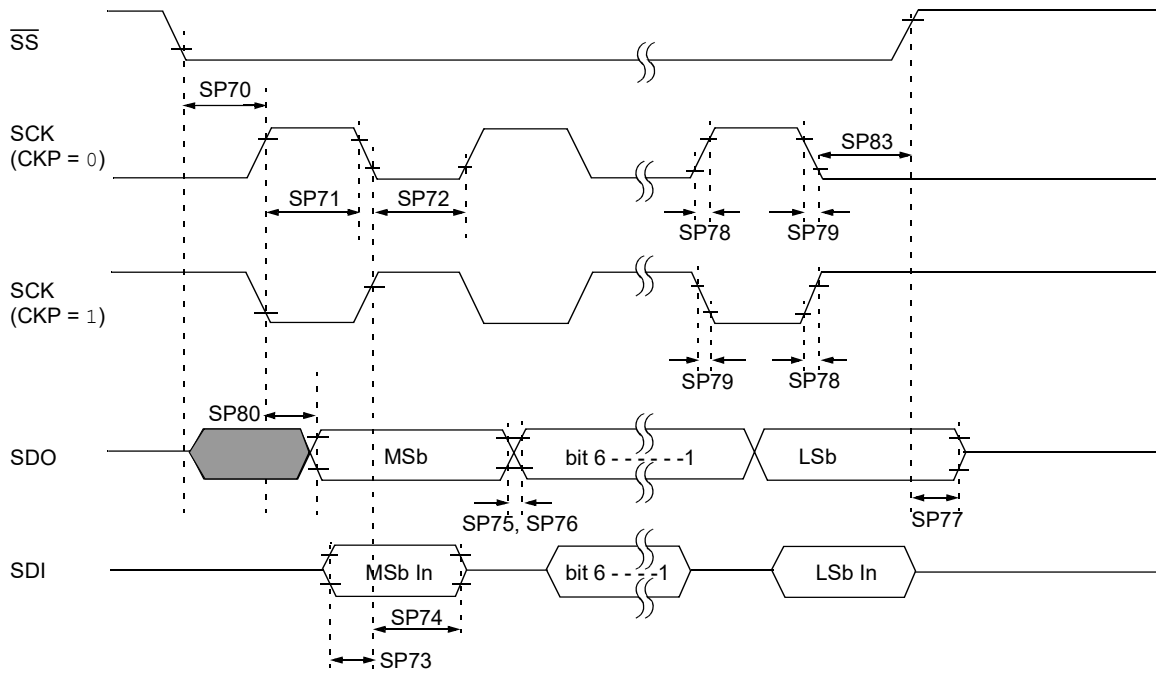 SS
SP70
SCK
(CKP = 0)
SP83
SP71
SP72
SP78
SP79
SCK
(CKP = 1)
SP79
SP78
SP80
SDO
MSb
bit 6 - - - - - -1
LSb
SP75, SP76
SP77
SDI
MSb In
bit 6 - - - - -1
LSb In
SP74
SP73